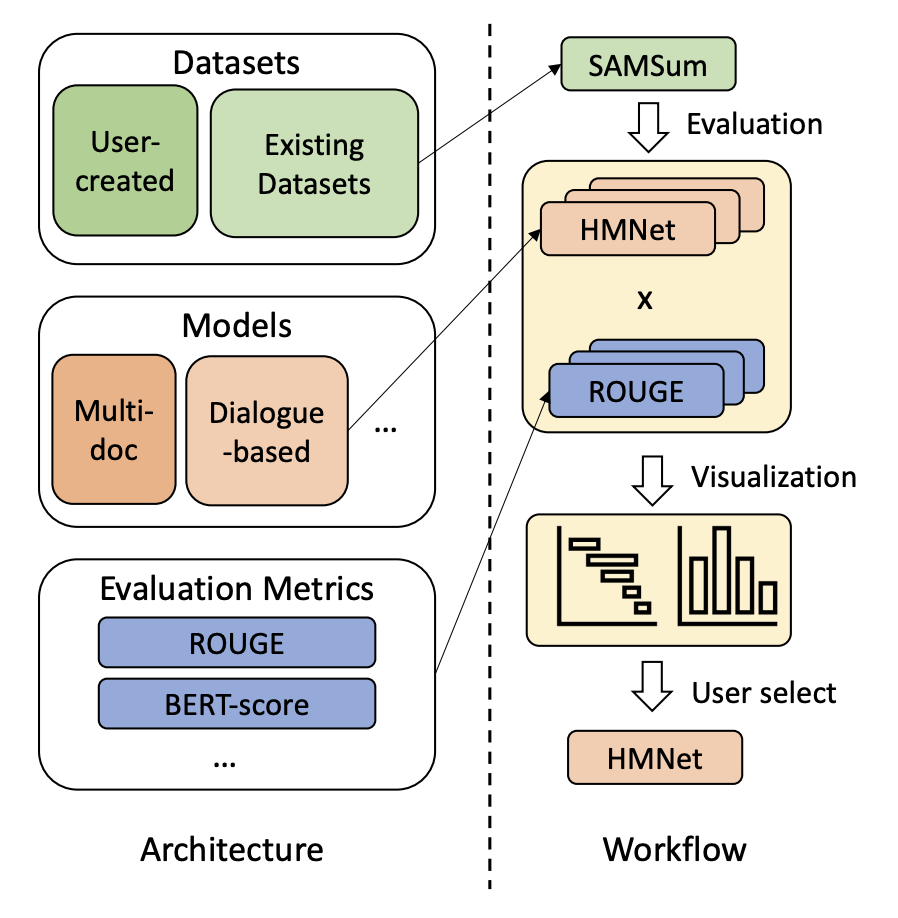 Datasets
User-
created
Existing
Datasets
Models
Multi-
doc
Dialogue
-based
...
Evaluation Metrics
ROUGE
BERT-score
...
Architecture
SAMSum
Evaluation
HMNet
x
ROUGE
Visualization
User select
HMNet
Workflow